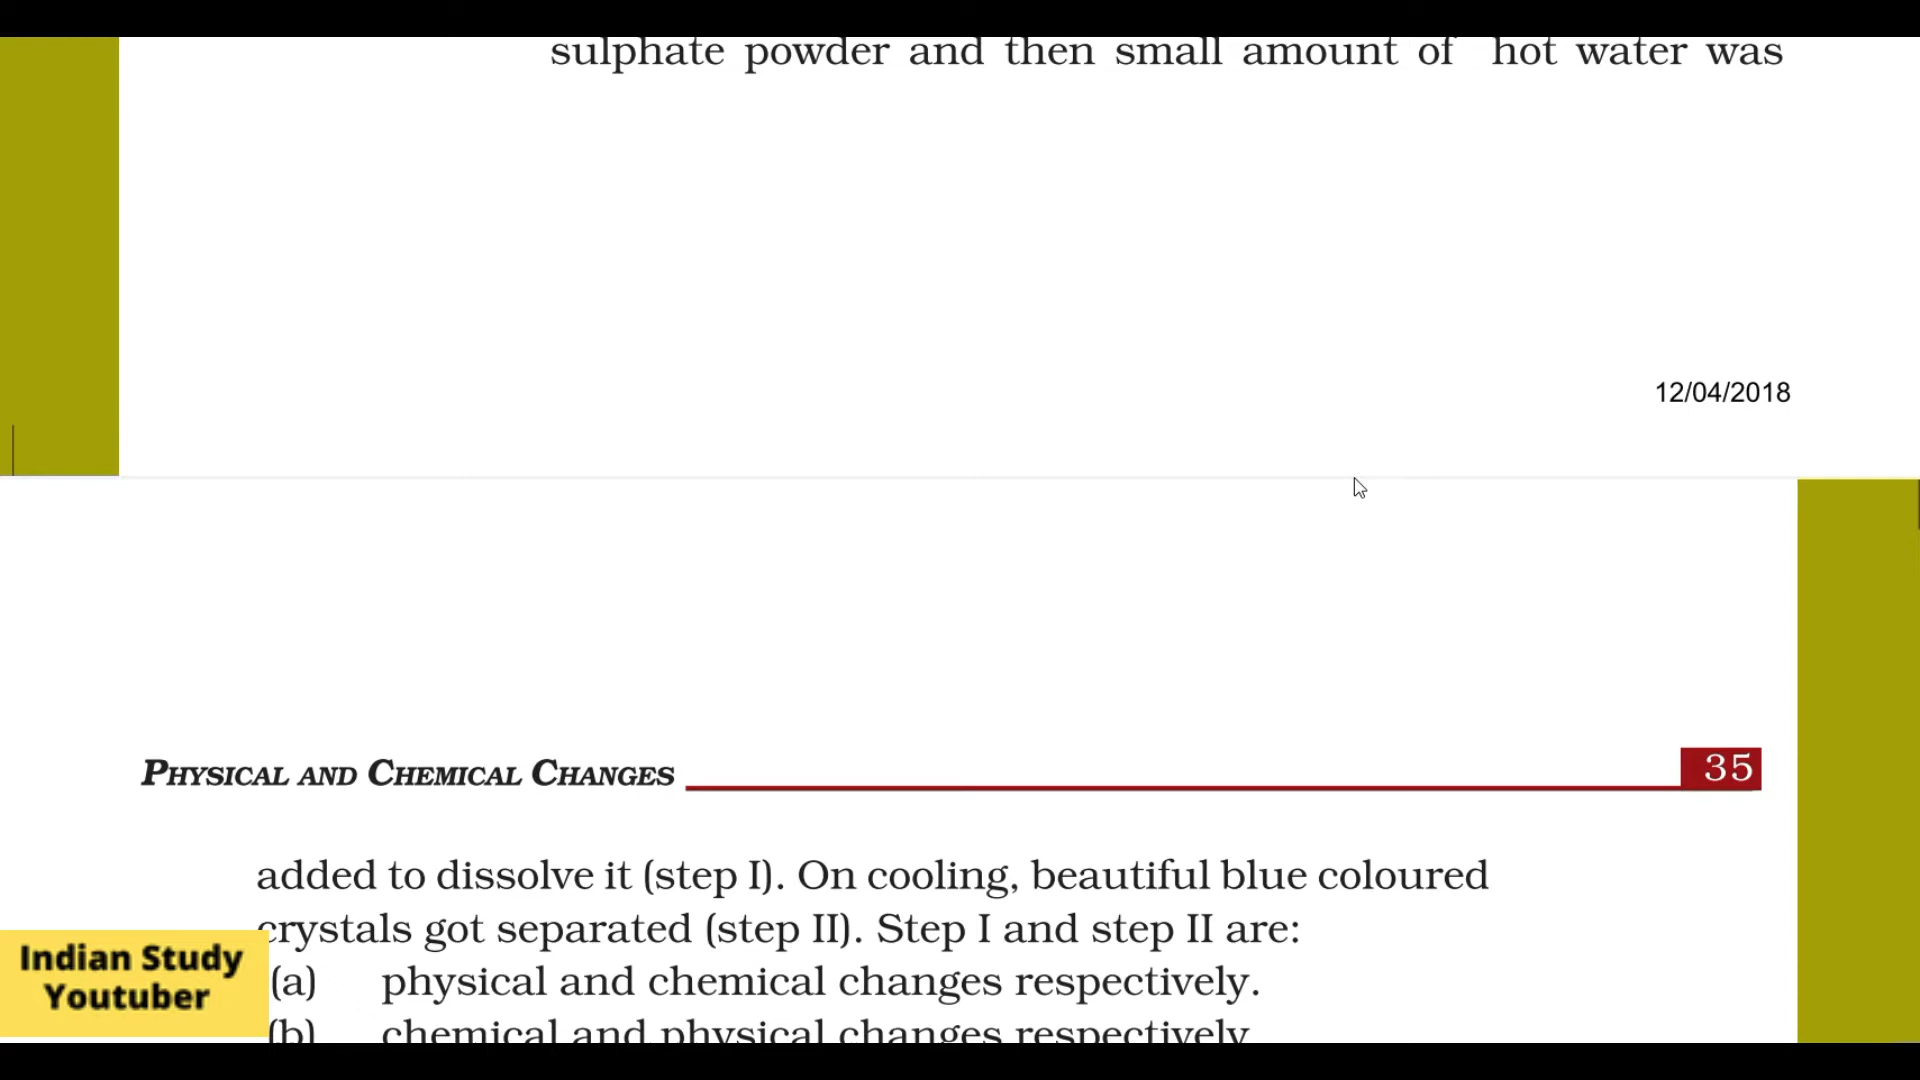 sulphate powder and then small amount of hot water was
12/04/2018
PHYSICAL AND CHEMICAL CHANGES 35
added to dissolve it (step I). On cooling, beautiful blue coloured
crystals got separated (step II). Step I and step II are:
(a) physical and chemical changes respectively.
(b) chemical and physical changes respectively
Indian Study
Youtuber